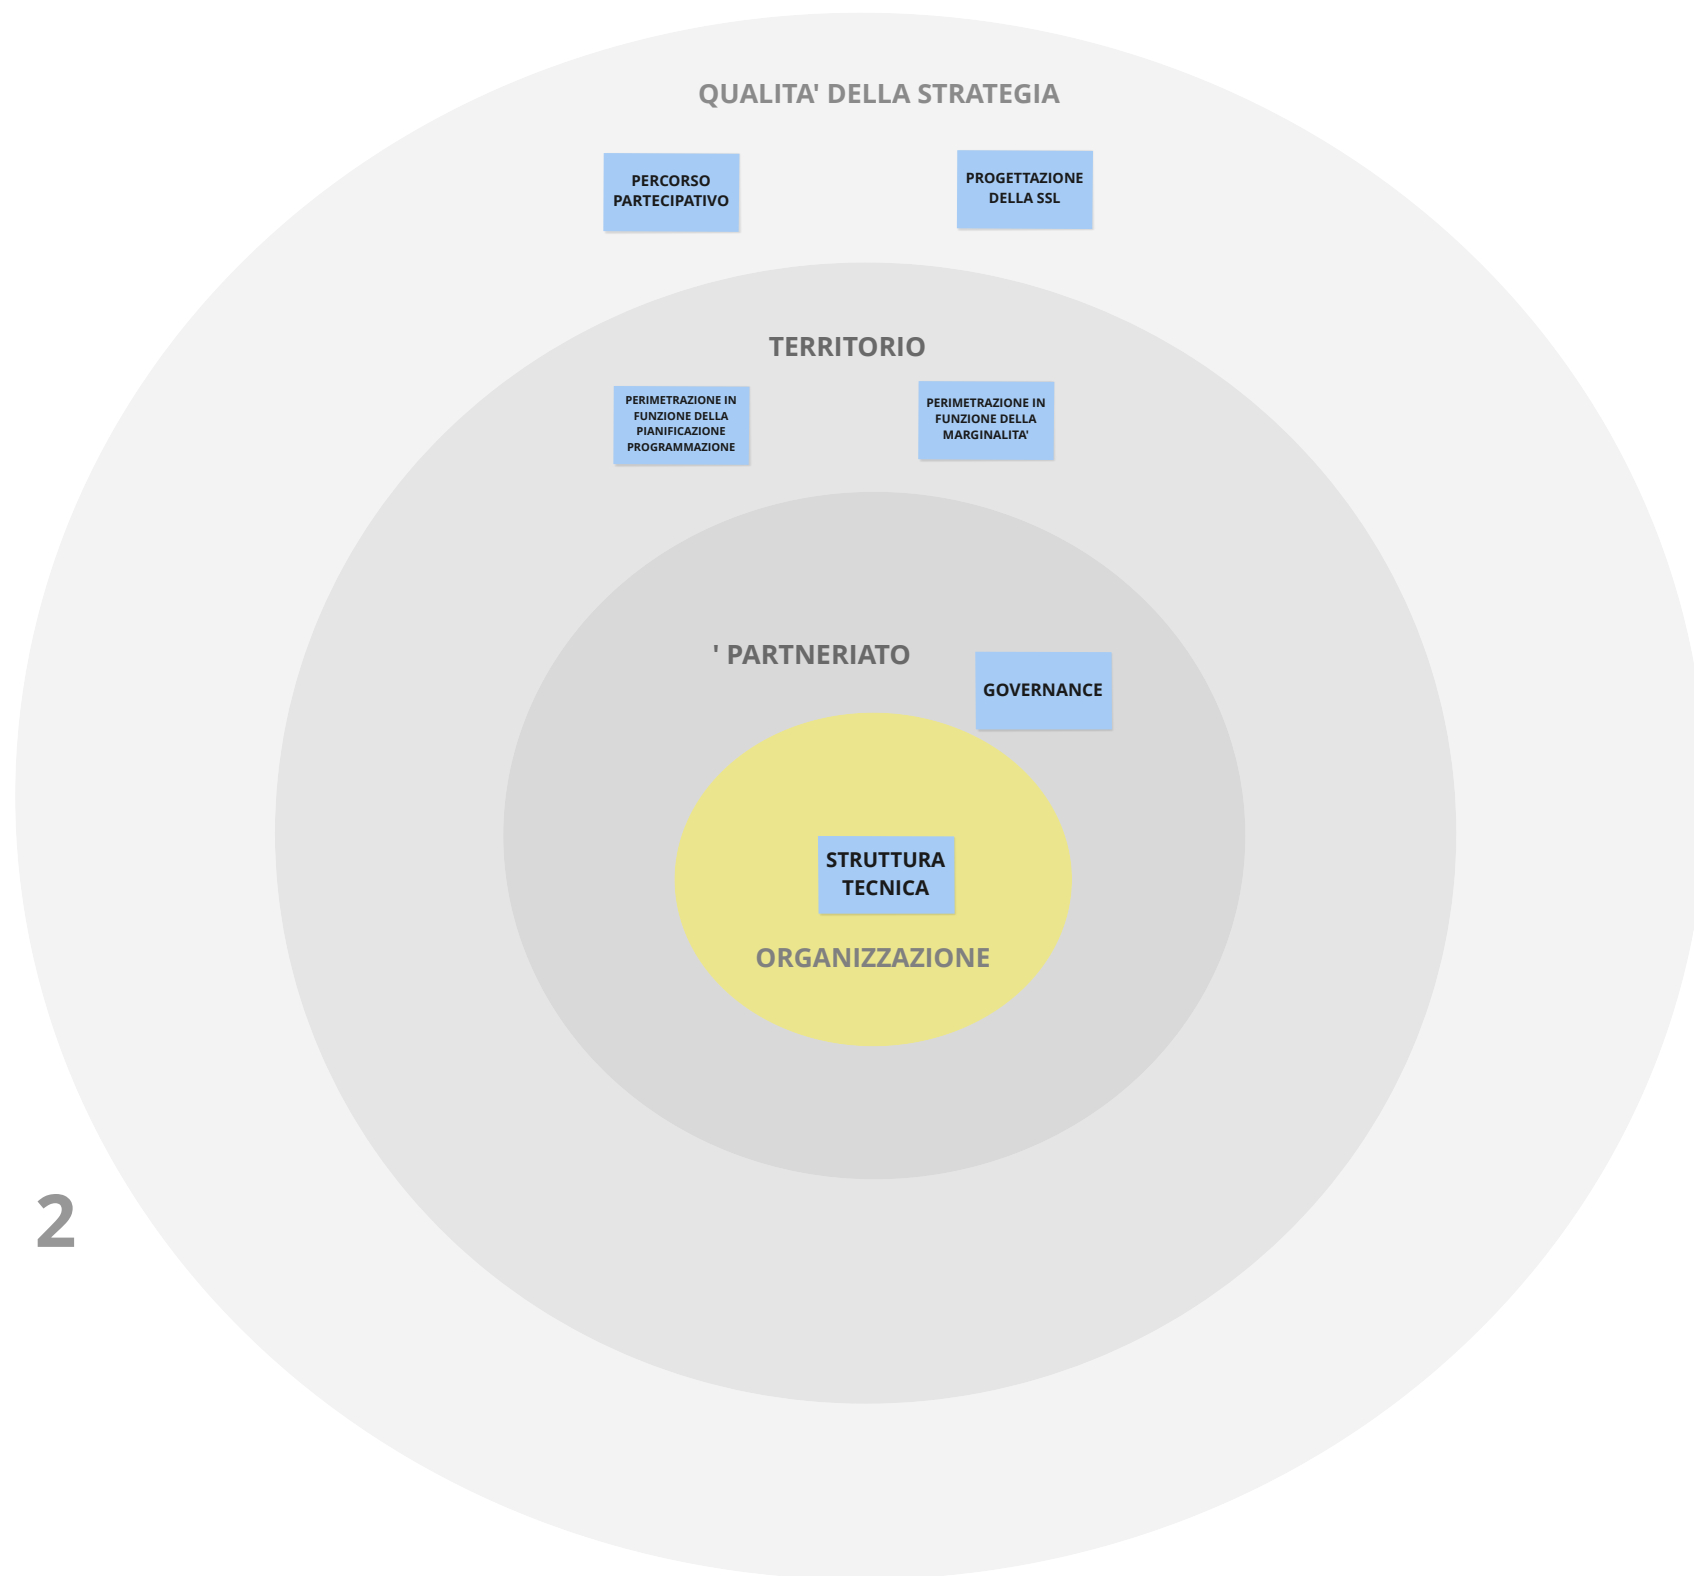 QUALITA' DELLA STRATEGIA
PERCORSO
PARTECIPATIVO
PROGETTAZIONE
DELLA SSL
TERRITORIO
PERIMETRAZIONE IN
FUNZIONE DELLA
PIANIFICAZIONE
PROGRAMMAZIONE
PERIMETRAZIONE IN
FUNZIONE DELLA
MARGINALITA'
' PARTNERIATO
GOVERNANCE
STRUTTURA
TECNICA
ORGANIZZAZIONE
2